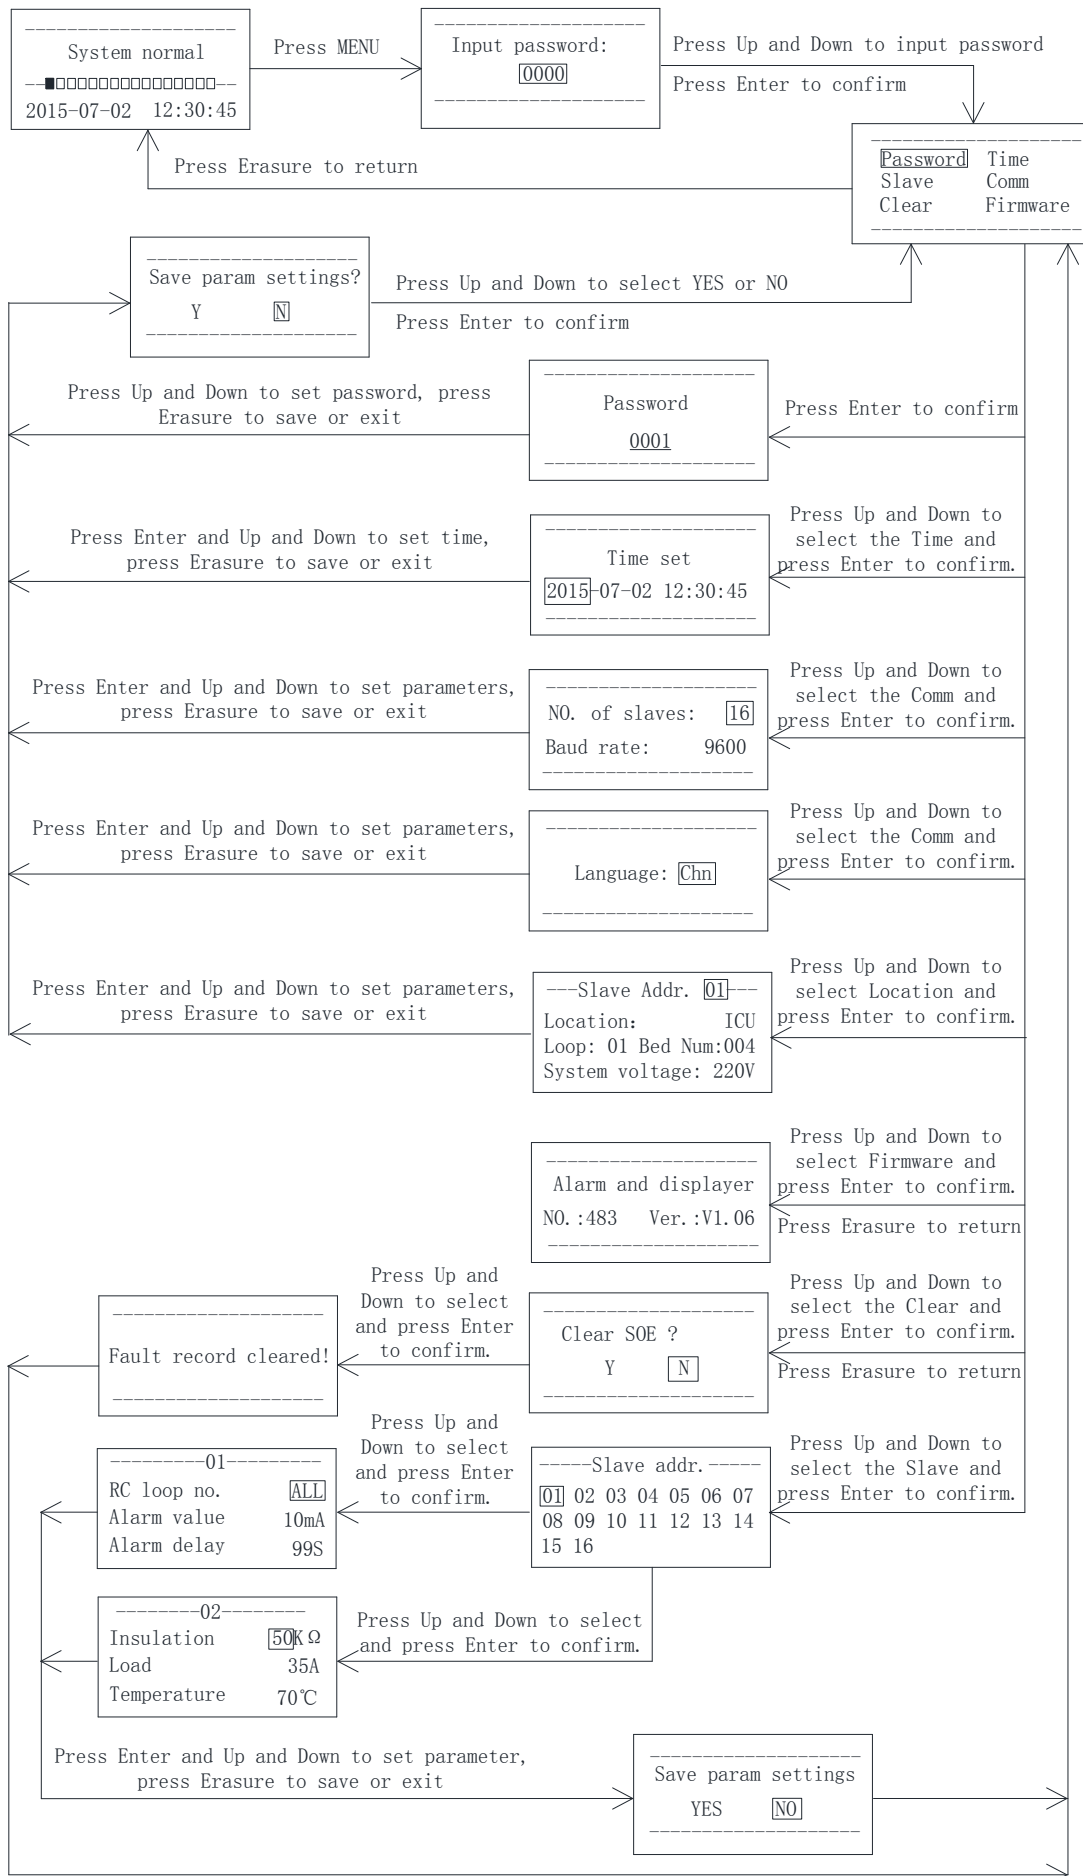 System normal
2015-07-02 12:30:45
Press MENU
Input password:
0000
Press Up and Down to input password
Press Enter to confirm
Press Erasure to return
Password Time
Slave Comm
Clear Firmware
Save param settings?
Y N
Press Up and Down to select YES or NO
Press Enter to confirm
Press Up and Down to set password, press
Erasure to save or exit
Password
0001
Press Enter to confirm
Press Enter and Up and Down to set time,
press Erasure to save or exit
Time set
2015-07-02 12:30:45
Press Up and Down to
select the Time and
press Enter to confirm.
Press Enter and Up and Down to set parameters,
press Erasure to save or exit
NO. of slaves: 16
Baud rate: 9600
Press Up and Down to
select the Comm and
press Enter to confirm.
Press Enter and Up and Down to set parameters,
press Erasure to save or exit
Language: Chn
Press Up and Down to
select the Comm and
press Enter to confirm.
Press Enter and Up and Down to set parameters,
press Erasure to save or exit
---Slave Addr. 01---
Location: ICU
Loop: 01 Bed Num:004
System voltage: 220V
Press Up and Down to
select Location and
press Enter to confirm.
Alarm and displayer
NO.:483 Ver.:V1.06
Press Up and Down to
select Firmware and
press Enter to confirm.
Press Erasure to return
Fault record cleared!
Press Up and
Down to select
and press Enter
to confirm.
Clear SOE ?
Y N
Press Up and Down to
select the Clear and
press Enter to confirm.
Press Erasure to return
---------01---------
RC loop no. ALL
Alarm value 10mA
Alarm delay 99S
Press Up and
Down to select
and press Enter
to confirm.
-----Slave addr.-----
01 02 03 04 05 06 07
08 09 10 11 12 13 14
15 16
Press Up and Down to
select the Slave and
press Enter to confirm.
--------02--------
Insulation 50KΩ
Load 35A
Temperature 70℃
Press Up and Down to select
and press Enter to confirm.
Press Enter and Up and Down to set parameter,
press Erasure to save or exit
Save param settings
YES NO